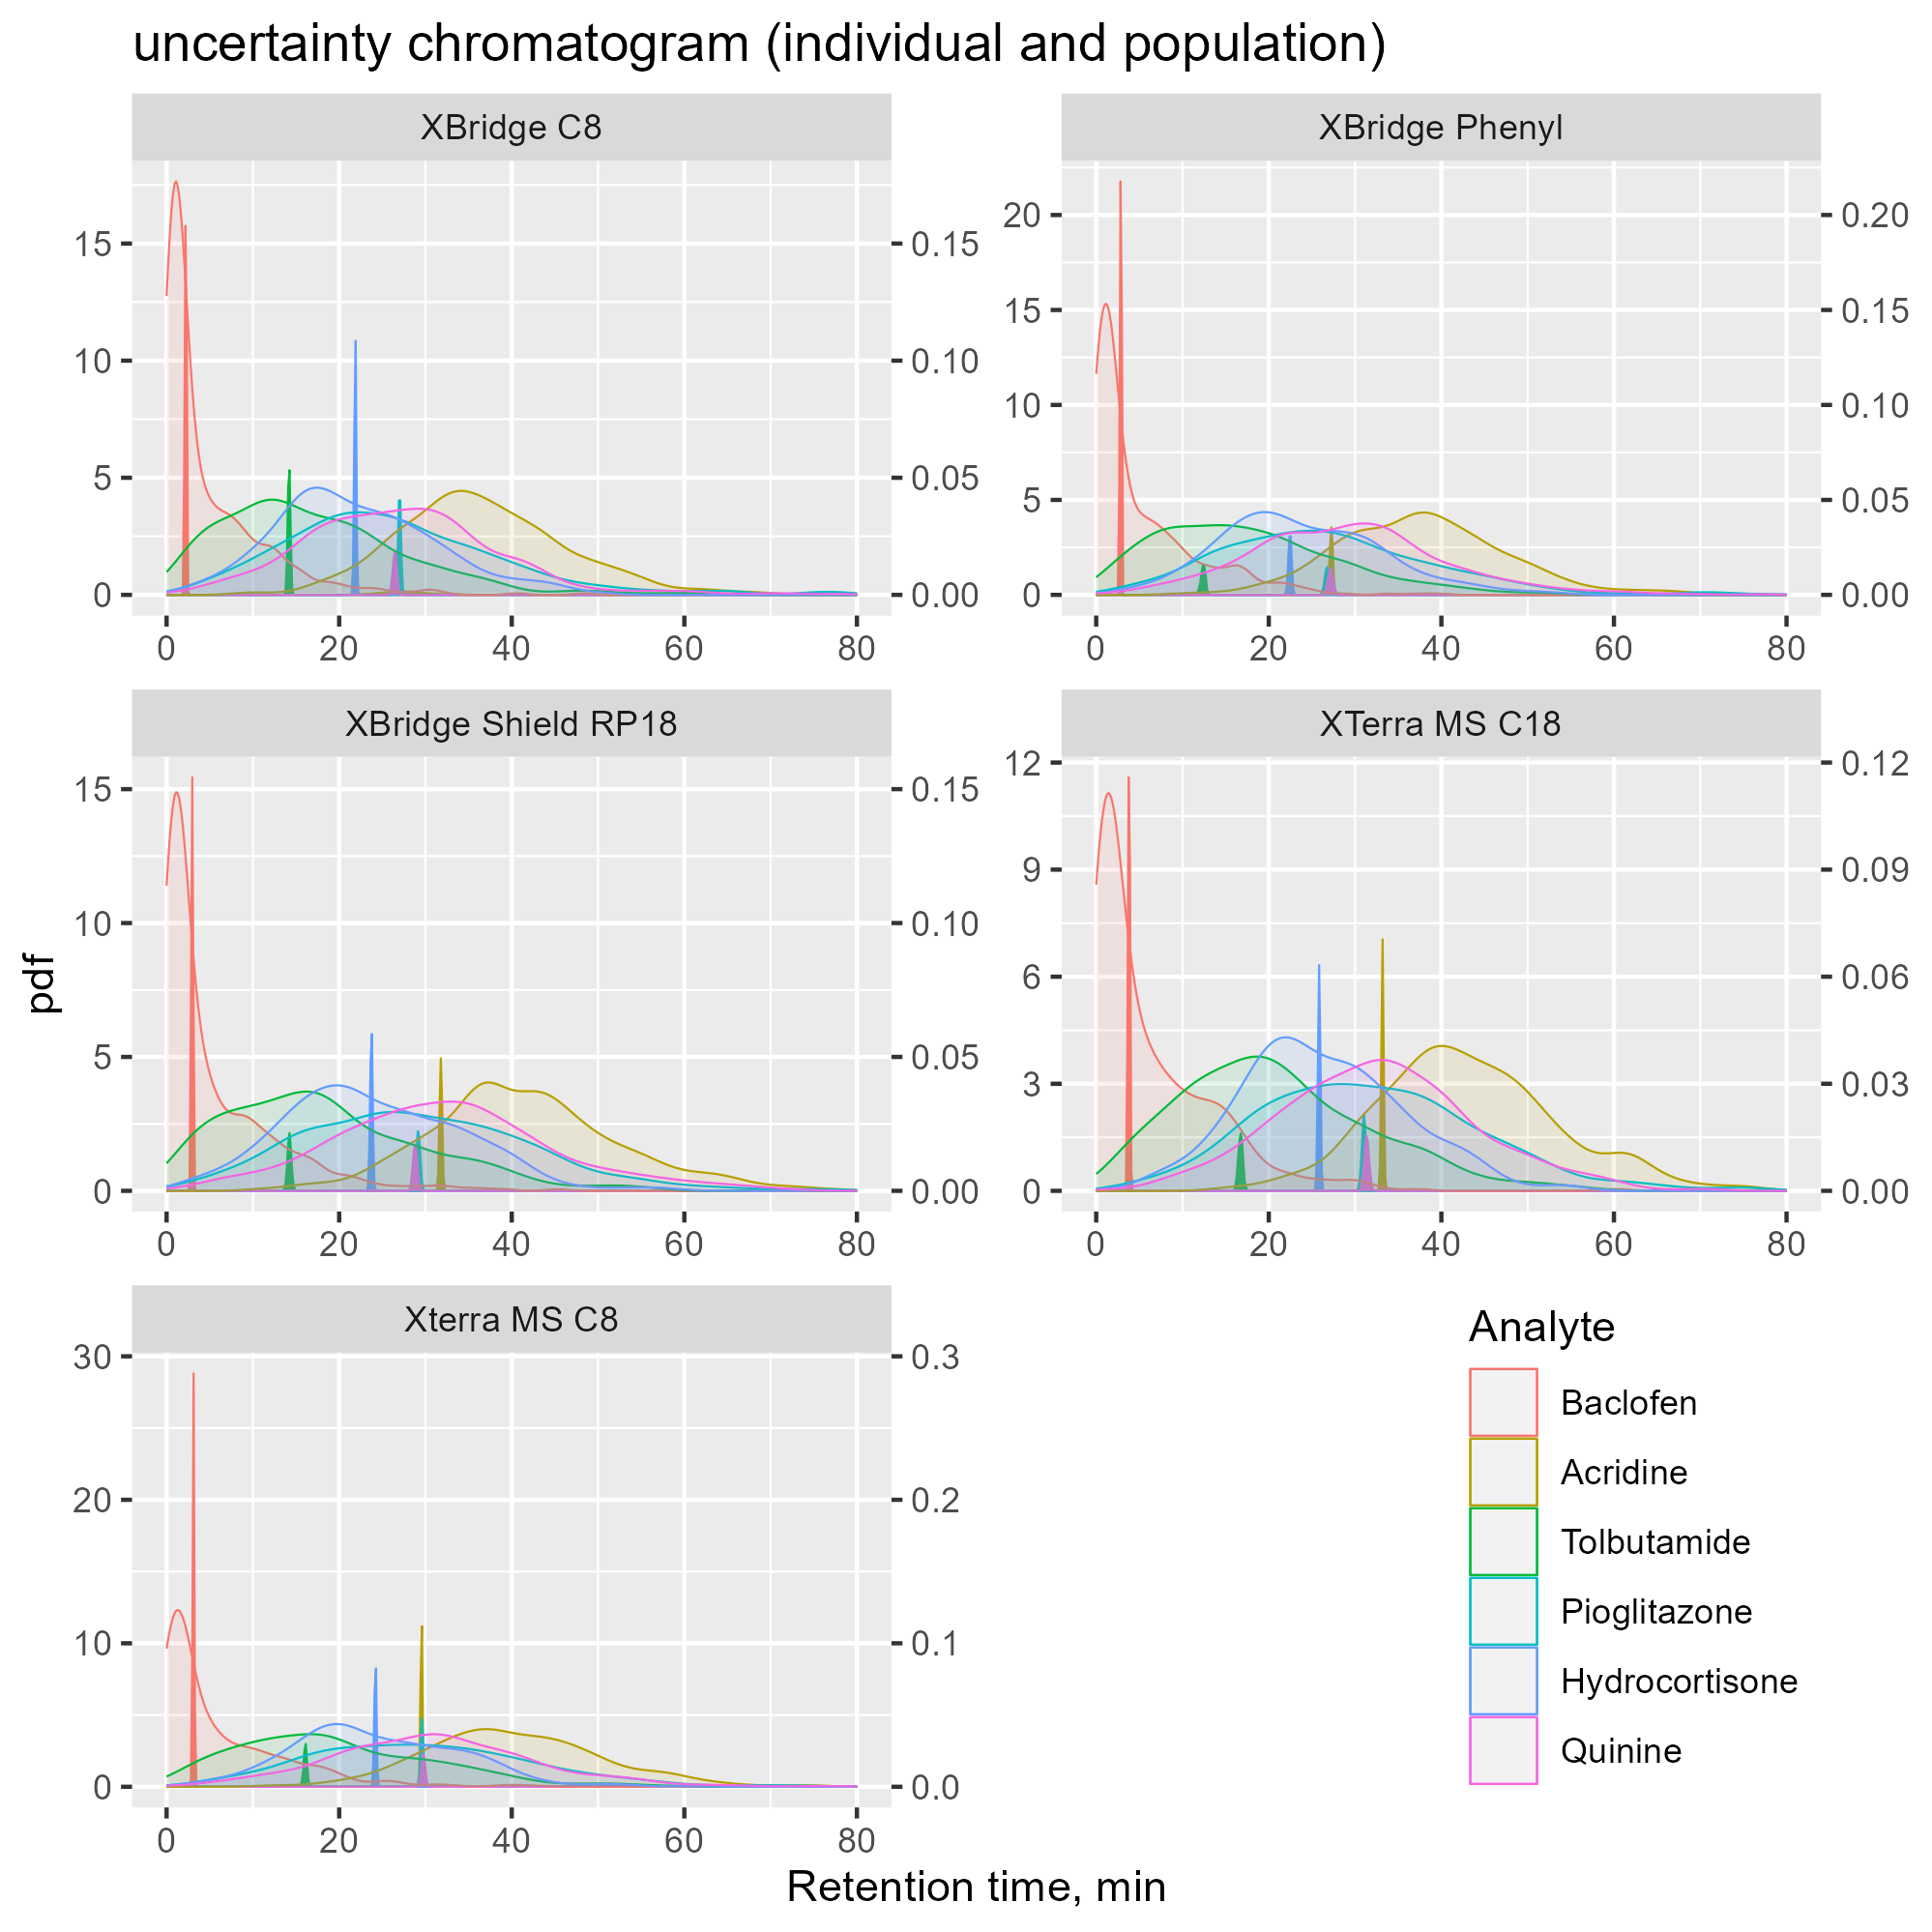 uncertainty chromatogram (individual and population)
XBridge C8
XBridge Phenyl
15
10
5
0
0.15
0.10
0.05
0.00
0 20 40 60 80
20
15
10
5
0
0.20
0.15
0.10
0.05
0.00
0 20 40 60 80
XBridge Shield RP18
XTerra MS C18
pdf
15
10
5
0
0.15
0.10
0.05
0.00
0 20 40 60 80
12
9
6
3
0
0.12
0.09
0.06
0.03
0.00
0 20 40 60 80
Xterra MS C8
30
20
10
0
0.3
0.2
0.1
0.0
0 20 40 60 80
Analyte
Baclofen
Acridine
Tolbutamide
Pioglitazone
Hydrocortisone
Quinine
Retention time, min